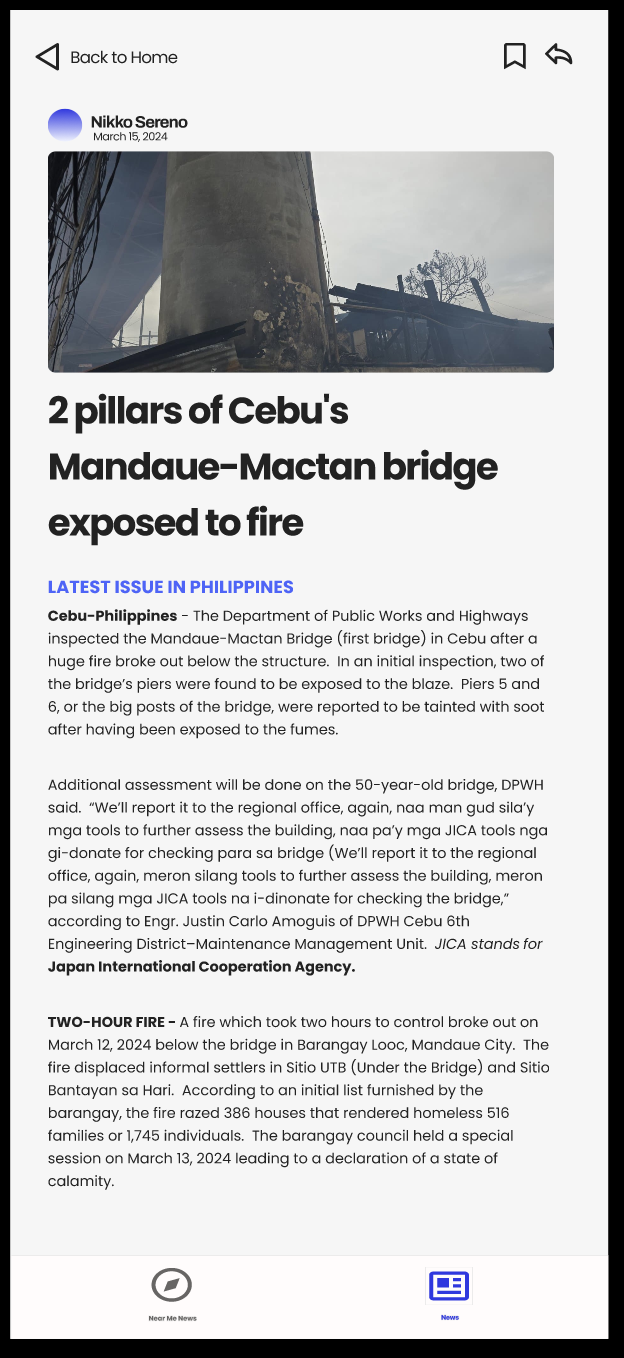 Back to Home
Nikko Sereno
March 15, 2024
2 pillars of Cebu's
Mandaue-Mactan bridge
exposed to fire
LATEST ISSUE IN PHILIPPINES
Cebu-Philippines - The Department of Public Works and Highways
inspected the Mandaue-Mactan Bridge (first bridge) in Cebu after a
huge fire broke out below the structure.  In an initial inspection, two of
the bridge’s piers were found to be exposed to the blaze.  Piers 5 and
6, or the big posts of the bridge, were reported to be tainted with soot
after having been exposed to the fumes.
Additional assessment will be done on the 50-year-old bridge, DPWH
said.  “We’ll report it to the regional office, again, naa man gud sila’y
mga tools to further assess the building, naa pa’y mga JICA tools nga
gi-donate for checking para sa bridge (We’ll report it to the regional
office, again, meron silang tools to further assess the building, meron
pa silang mga JICA tools na i-dinonate for checking the bridge,”
according to Engr. Justin Carlo Amoguis of DPWH Cebu 6th
Engineering District–Maintenance Management Unit.  JICA stands for
Japan International Cooperation Agency.
TWO-HOUR FIRE - A fire which took two hours to control broke out on
March 12, 2024 below the bridge in Barangay Looc, Mandaue City.  The
fire displaced informal settlers in Sitio UTB (Under the Bridge) and Sitio
Bantayan sa Hari.  According to an initial list furnished by the
barangay, the fire razed 386 houses that rendered homeless 516
families or 1,745 individuals.  The barangay council held a special
session on March 13, 2024 leading to a declaration of a state of
calamity.
Near Me News
News